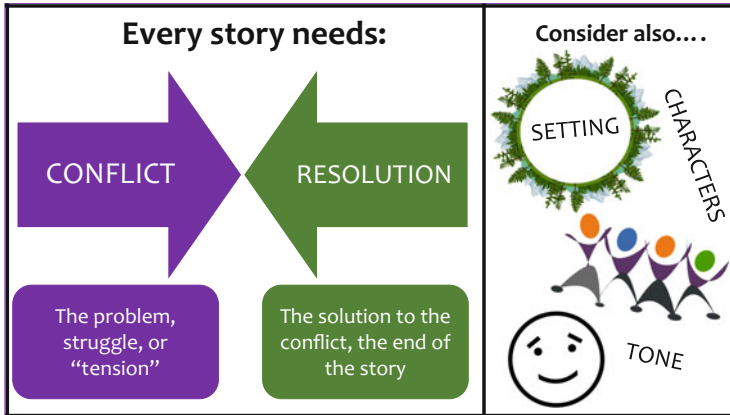 Every story needs:
CONFLICT
RESOLUTION
The problem,
struggle, or
“tension”
The solution to the
conflict, the end of
the story
Consider also….
SETTING
CHARACTERS
TONE